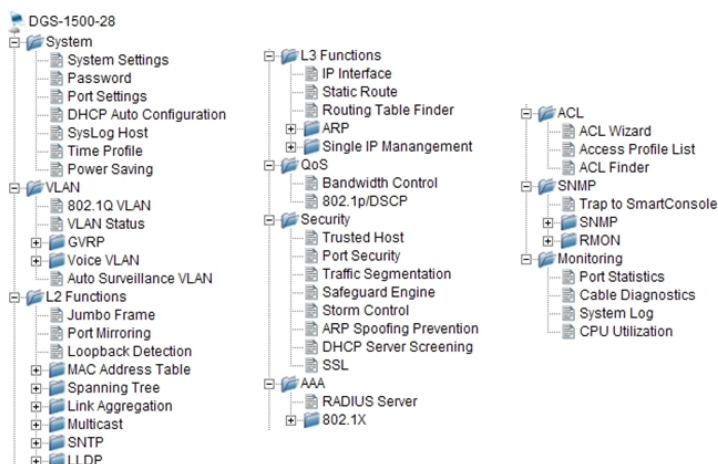 DGS-1500-28
System
System Settings
Password
Port Settings
DHCP Auto Configuration
SysLog Host
Time Profile
Power Saving
VLAN
802.1Q VLAN
VLAN Status
GVRP
Voice VLAN
Auto Surveillance VLAN
L2 Functions
Jumbo Frame
Port Mirroring
Loopback Detection
MAC Address Table
Spanning Tree
Link Aggregation
Multicast
SNTP
LLDP
L3 Functions
IP Interface
Static Route
Routing Table Finder
ARP
Single IP Manangement
QoS
Bandwidth Control
802.1p/DSCP
Security
Trusted Host
Port Security
Traffic Segmentation
Safeguard Engine
Storm Control
ARP Spoofing Prevention
DHCP Server Screening
SSL
AAA
RADIUS Server
802.1X
ACL
ACL Wizard
Access Profile List
ACL Finder
SNMP
Trap to SmartConsole
SNMP
RMON
Monitoring
Port Statistics
Cable Diagnostics
System Log
CPU Utilization